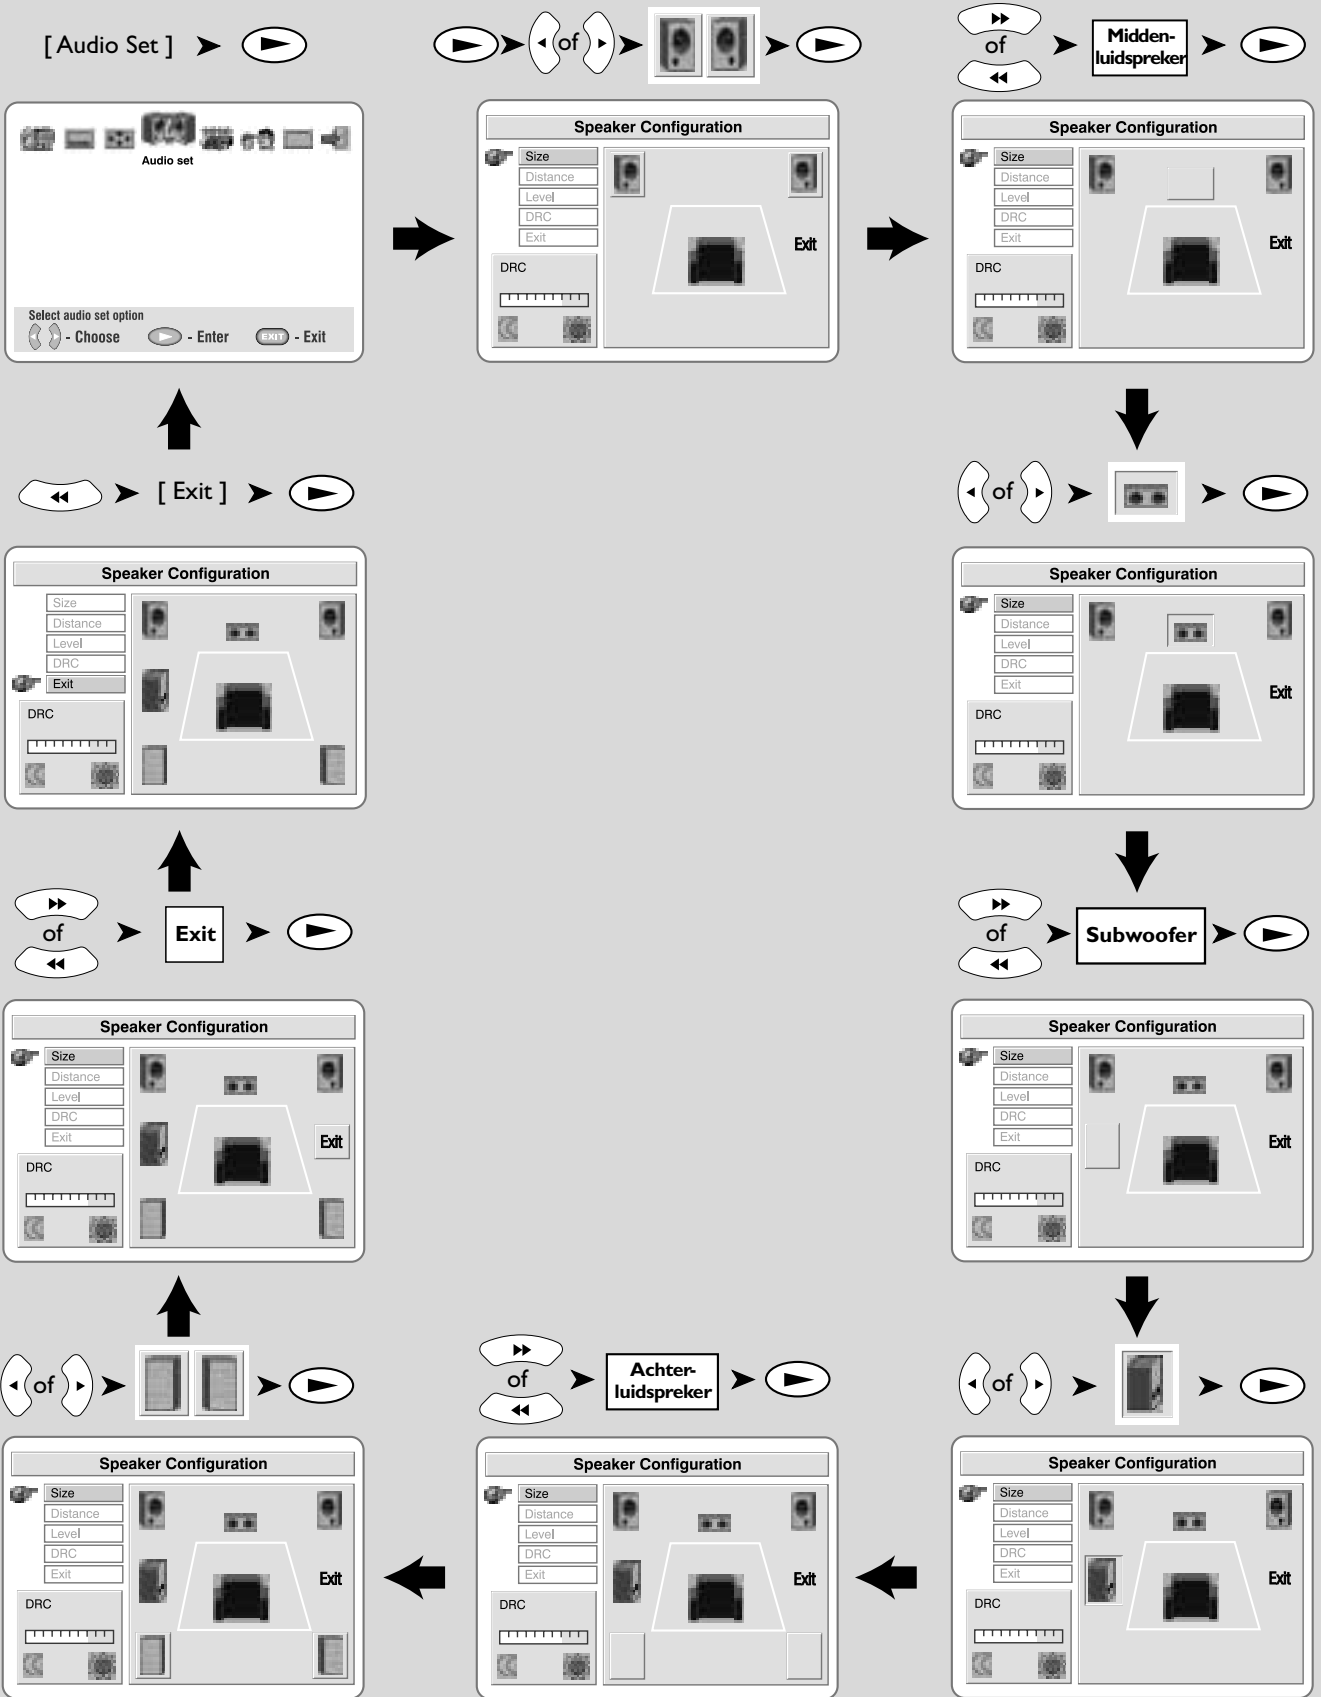 [ Audio Set ]
of
of
Midden-
luidspreker
Audio set
Select audio set option
- Choose
- Enter
EXIT
- Exit
Speaker Configuration
Size
Distance
Level
DRC
Exit
DRC
Exit
Speaker Configuration
Size
Distance
Level
DRC
Exit
DRC
Exit
of
Speaker Configuration
Size
Distance
Level
DRC
Exit
DRC
Exit
of
Subwoofer
Speaker Configuration
Size
Distance
Level
DRC
Exit
DRC
Exit
of
Speaker Configuration
Size
Distance
Level
DRC
Exit
DRC
Exit
of
Achter-
luidspreker
Speaker Configuration
Size
Distance
Level
DRC
Exit
DRC
Exit
of
Speaker Configuration
Size
Distance
Level
DRC
Exit
DRC
Exit
of
Exit
Speaker Configuration
Size
Distance
Level
DRC
Exit
DRC
Exit
[ Exit ]
Speaker Configuration
Size
Distance
Level
DRC
Exit
DRC